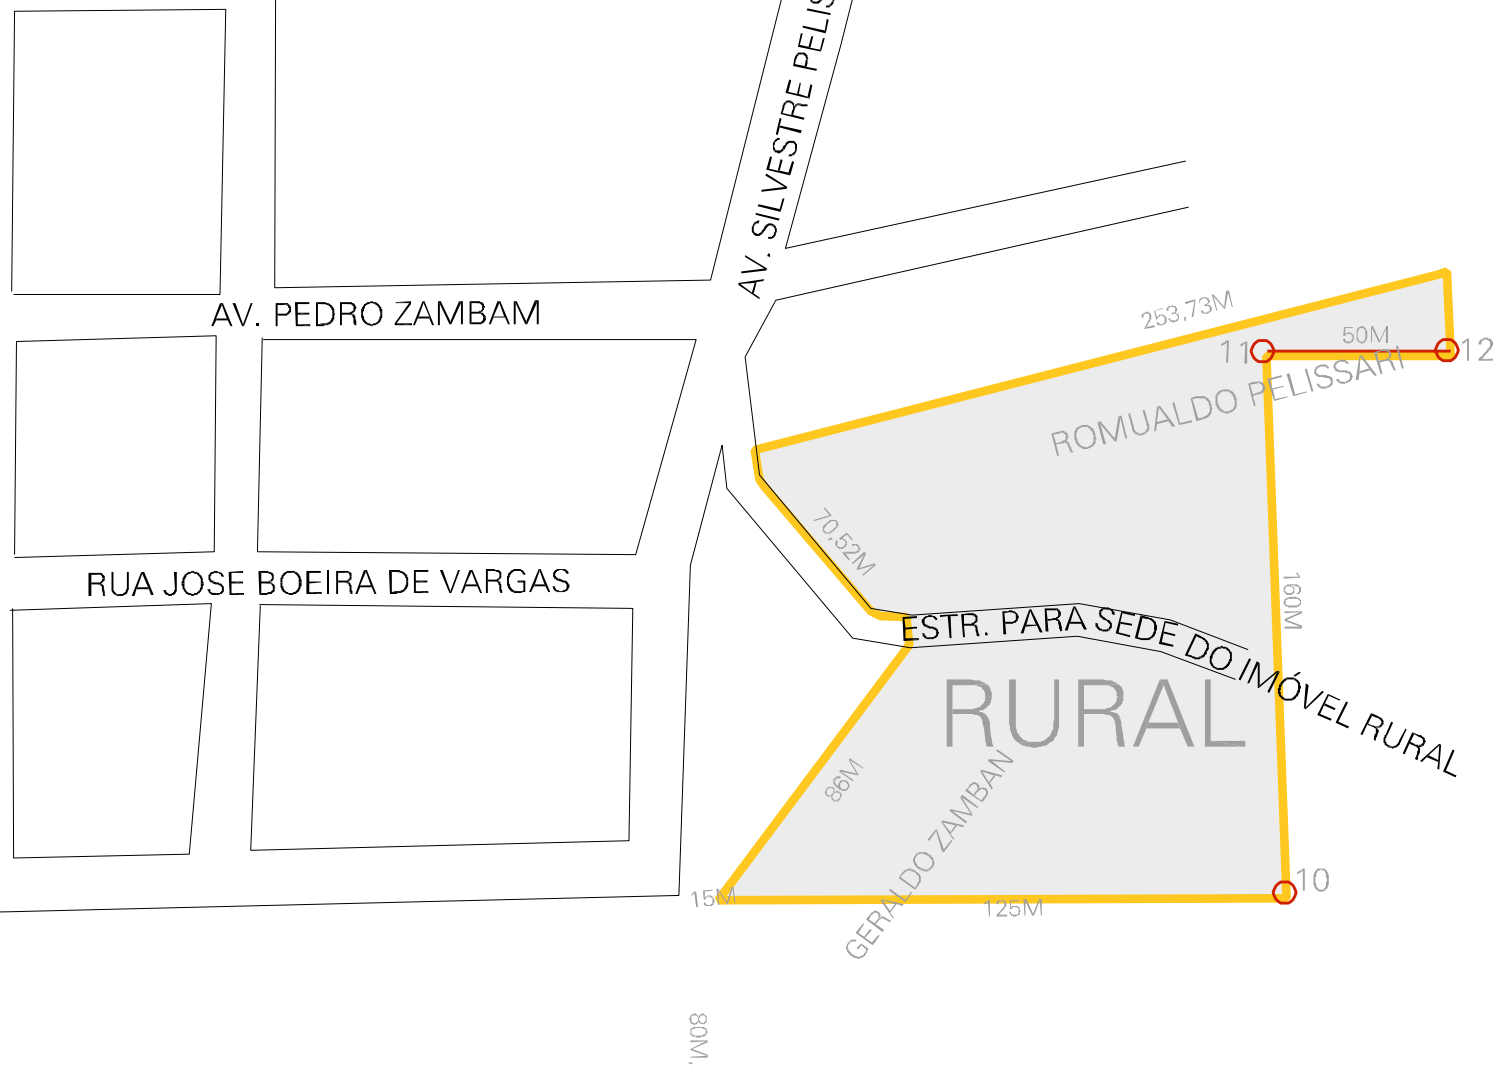 AV. SILVESTRE PELIS
AV. PEDRO ZAMBAM
253,73M
50M
11
12
ROMUALDO PELISSARI
70,52M
RUA JOSE BOEIRA DE VARGAS
160M
ESTR. PARA SEDE DO IMÓVEL RURAL
RURAL
86M
GERALDO ZAMBAN
10
15M
125M
80M.